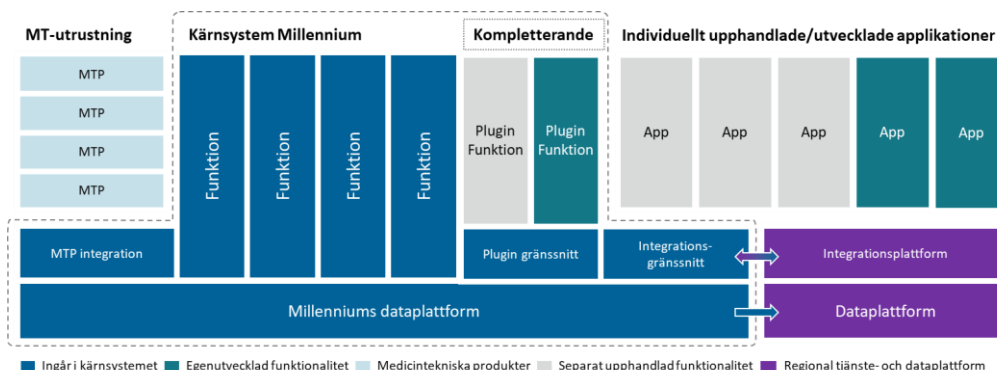 MT-utrustning
Kärnsystem Millennium
Kompletterande
Individuellt upphandlade/utvecklade applikationer
MTP
MTP
MTP
MTP
Funktion
Funktion
Funktion
Funktion
Plugin
Funktion
Plugin
Funktion
App
App
App
App
App
MTP integration
Plugin gränssnitt
Integrations-
gränssnitt
Integrationsplattform
Millenniums dataplattform
Dataplattform
Ingår i kärnsystemet
Egenutvecklad funktionalitet
Medicintekniska produkter
Separat upphandlad funktionalitet
Regional tjänste-och dataplattform